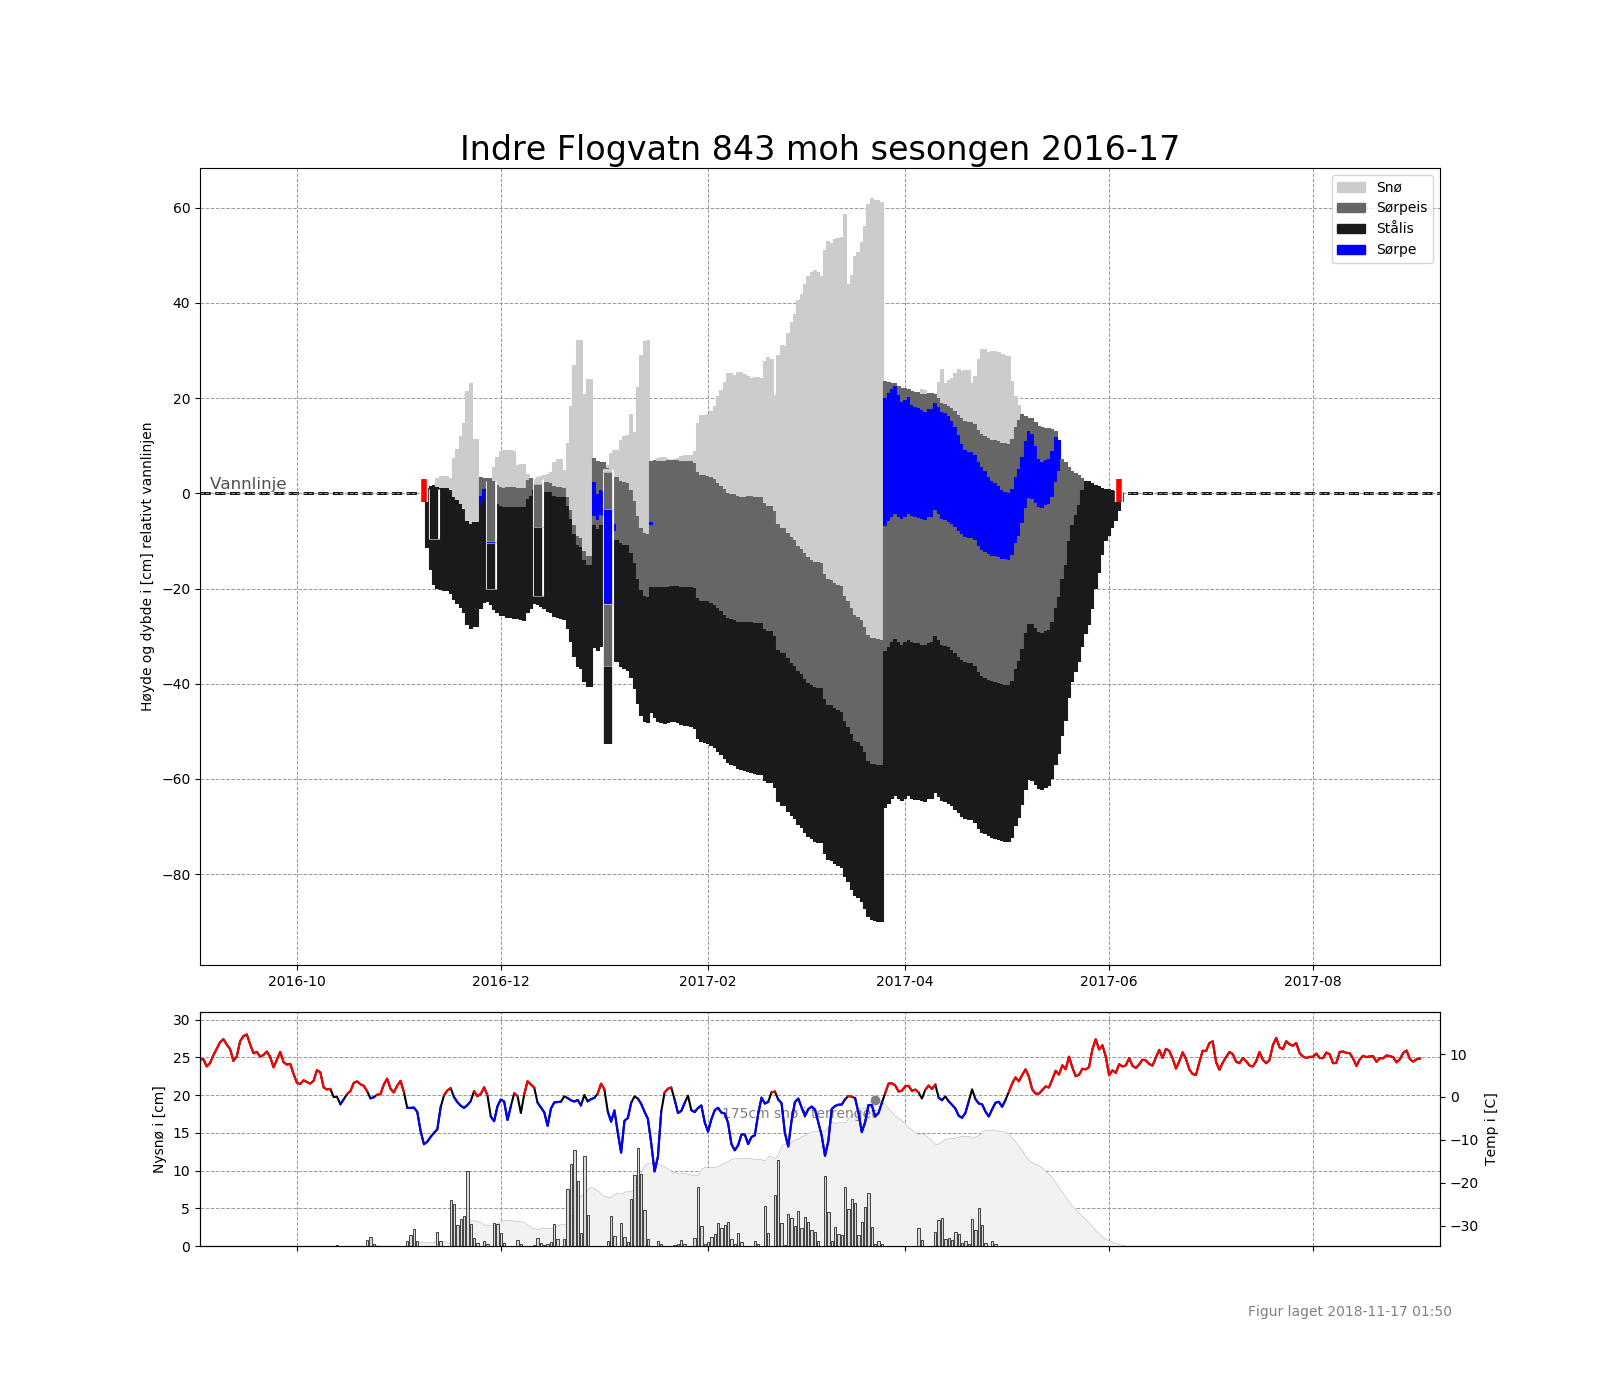 Indre Flogvatn 843 moh sesongen 2016-17
Snø
Sørpeis
Stålis
Sørpe
60
40
20
0
−20
−40
−60
−80
Høyde og dybde i [cm] relativt vannlinjen
Vannlinje
2016-10 2016-12 2017-02 2017-04 2017-06 2017-08
30
25
20
15
10
5
0
Nysnø i [cm]
175cm snø i terrenget
10
0
−10
−20
−30
Temp i [C]
Figur laget 2018-11-17 01:50